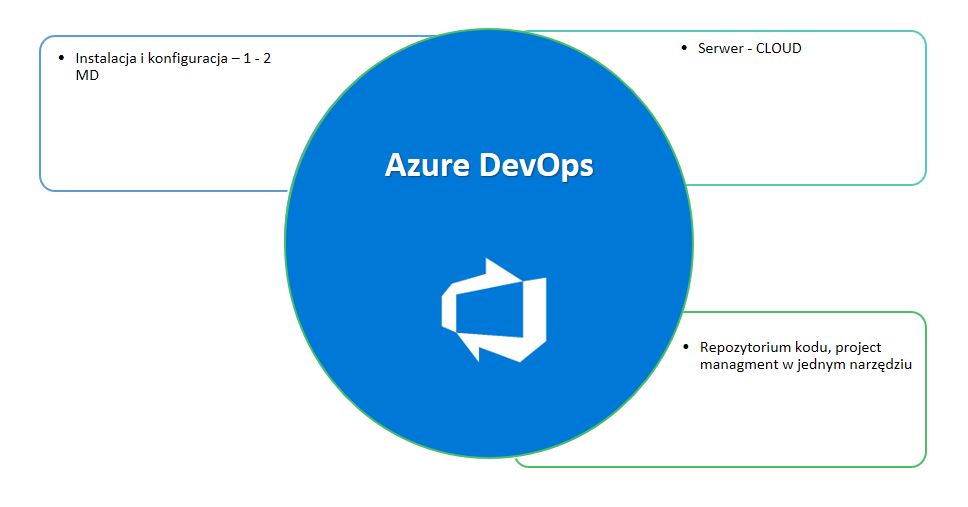 • Instalacja i konfiguracja – 1 - 2
MD
• Serwer - CLOUD
Azure DevOps
• Repozytorium kodu, project
managment w jednym narzędziu